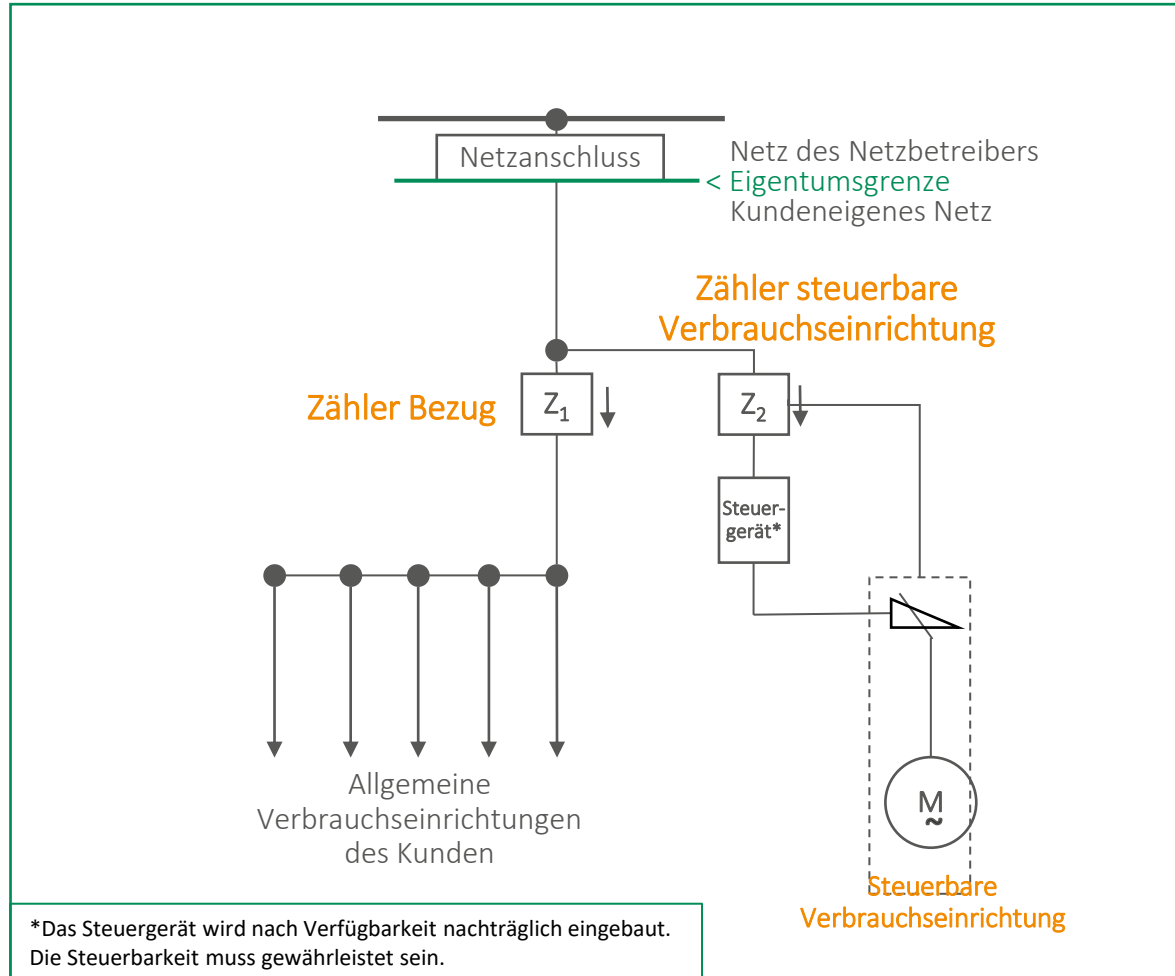 Netzanschluss
Netz des Netzbetreibers
< Eigentumsgrenze
Kundeneigenes Netz
Zähler steuerbare
Verbrauchseinrichtung
Zähler Bezug
Z₁
Z₂
Steuer-
gerät*
Allgemeine
Verbrauchseinrichtungen
des Kunden
M
~
Steuerbare
Verbrauchseinrichtung
*Das Steuergerät wird nach Verfügbarkeit nachträglich eingebaut.
Die Steuerbarkeit muss gewährleistet sein.